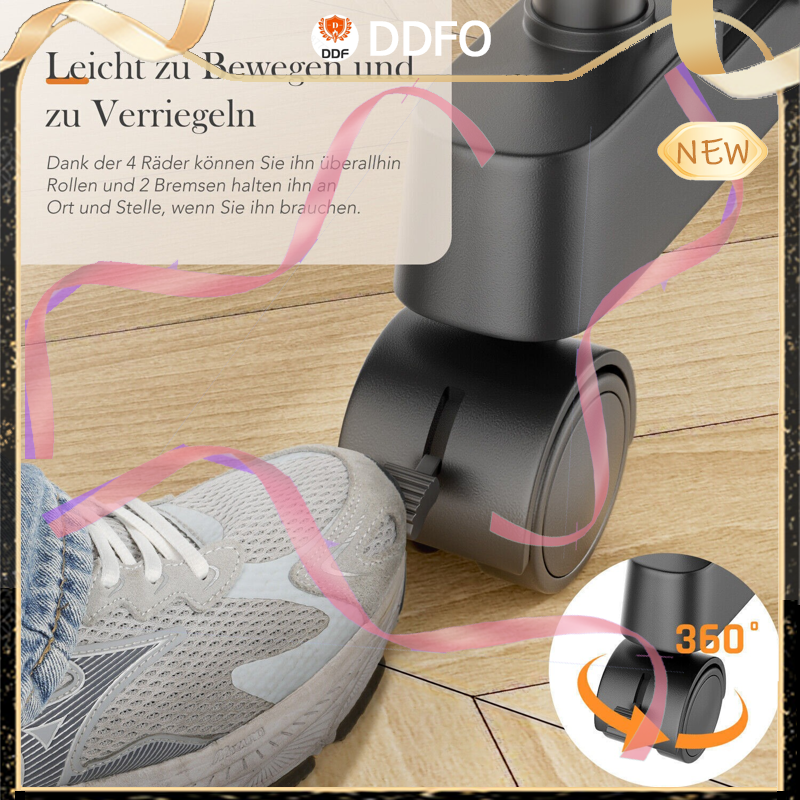 DDF
DDFO
Leicht zu Bewegen und
zu Verriegeln
NEW
Dank der 4 Räder können Sie ihn überallhin
Rollen und 2 Bremsen halten ihn an
Ort und Stelle, wenn Sie ihn brauchen.
360°